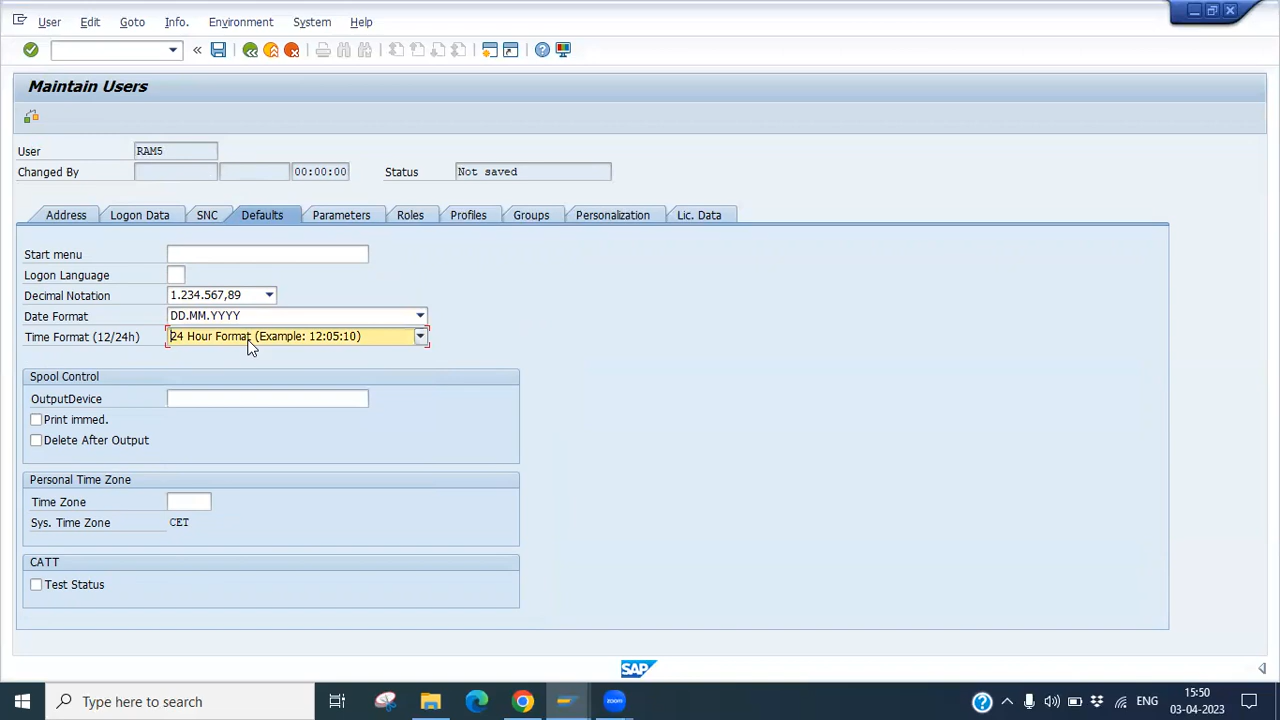 User Edit Goto Info. Environment System Help
Maintain Users
User RAM5
Changed By 00:00:00 Status Not saved
Address Logon Data SNC Defaults Parameters Roles Profiles Groups Personalization Lic. Data
Start menu
Logon Language
Decimal Notation 1.234.567,89
Date Format DD.MM.YYYY
Time Format (12/24h) 24 Hour Format (Example: 12:05:10)
Spool Control
OutputDevice
Print immed.
Delete After Output
Personal Time Zone
Time Zone
Sys. Time Zone CET
CATT
Test Status
SAP
Type here to search zoom ENG 15:50
03-04-2023